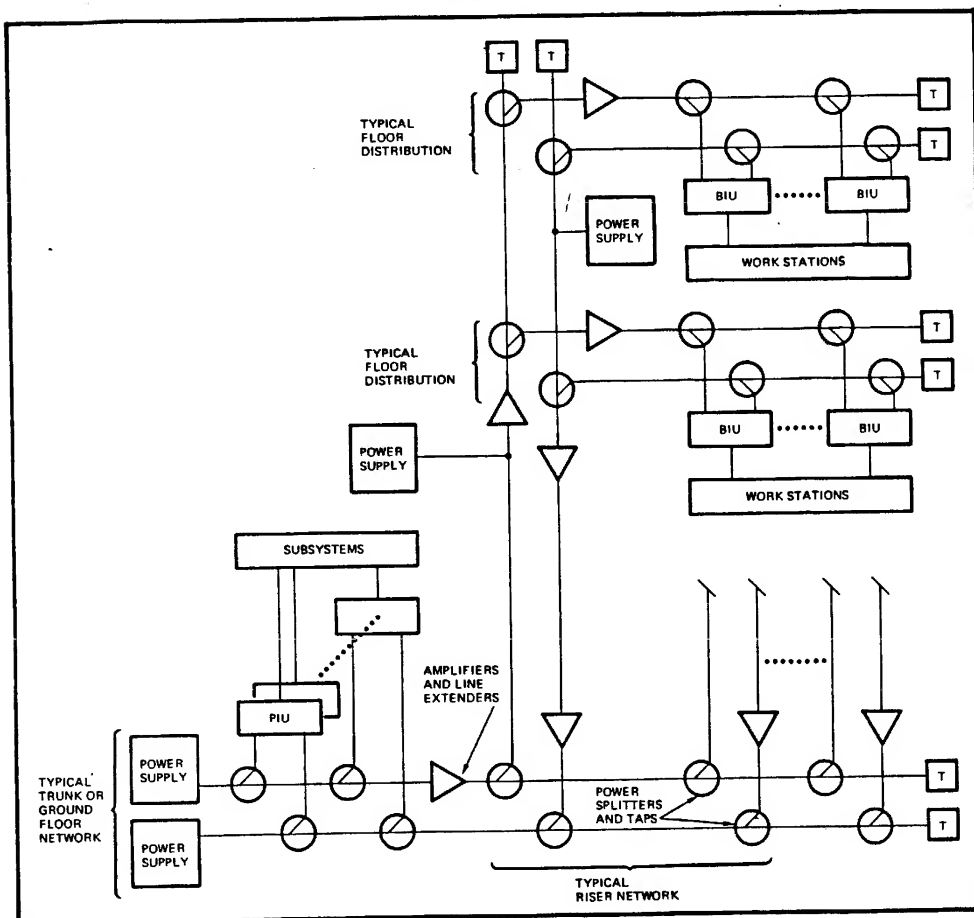 T
T
T
TYPICAL
FLOOR
DISTRIBUTION
T
BIU
BIU
POWER
SUPPLY
WORK STATIONS
T
TYPICAL
FLOOR
DISTRIBUTION
T
BIU
BIU
POWER
SUPPLY
WORK STATIONS
SUBSYSTEMS
AMPLIFIERS
AND LINE
EXTENDERS
PIU
TYPICAL
TRUNK OR
GROUND
FLOOR
NETWORK
POWER
SUPPLY
T
POWER
SPLITTERS
AND TAPS
POWER
SUPPLY
T
TYPICAL
RISER NETWORK